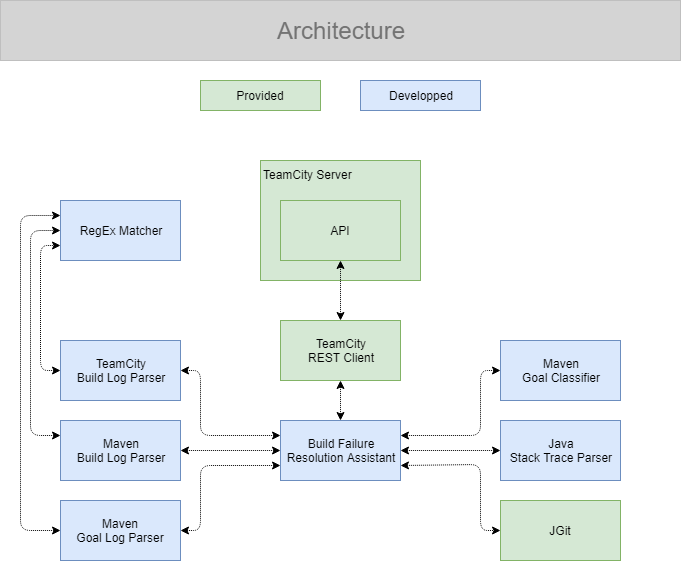 Architecture
Provided
Developped
TeamCity Server
RegEx Matcher
API
TeamCity
REST Client
TeamCity
Build Log Parser
Maven
Goal Classifier
Maven
Build Log Parser
Build Failure
Resolution Assistant
Java
Stack Trace Parser
Maven
Goal Log Parser
JGit